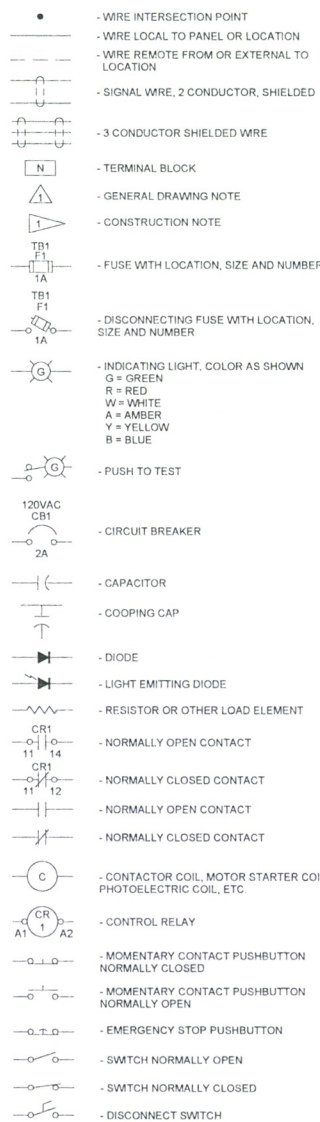 - WIRE INTERSECTION POINT
- WIRE LOCAL TO PANEL OR LOCATION
- WIRE REMOTE FROM OR EXTERNAL TO
LOCATION
- SIGNAL WIRE, 2 CONDUCTOR, SHIELDED
- 3 CONDUCTOR SHIELDED WIRE
N - TERMINAL BLOCK
1 - GENERAL DRAWING NOTE
1 - CONSTRUCTION NOTE
TB1
F1
- FUSE WITH LOCATION, SIZE AND NUMBER
1A
TB1
F1
- DISCONNECTING FUSE WITH LOCATION,
1A SIZE AND NUMBER
G - INDICATING LIGHT, COLOR AS SHOWN
G = GREEN
R = RED
W = WHITE
A = AMBER
Y = YELLOW
B = BLUE
G - PUSH TO TEST
120VAC
CB1
- CIRCUIT BREAKER
2A
- CAPACITOR
- COOPING CAP
- DIODE
- LIGHT EMITTING DIODE
- RESISTOR OR OTHER LOAD ELEMENT
CR1
- NORMALLY OPEN CONTACT
11 14
CR1
- NORMALLY CLOSED CONTACT
11 12
- NORMALLY OPEN CONTACT
- NORMALLY CLOSED CONTACT
C - CONTACTOR COIL, MOTOR STARTER COI
PHOTOELECTRIC COIL, ETC.
CR
1 - CONTROL RELAY
A1 A2
- MOMENTARY CONTACT PUSHBUTTON
NORMALLY CLOSED
- MOMENTARY CONTACT PUSHBUTTON
NORMALLY OPEN
- EMERGENCY STOP PUSHBUTTON
- SWITCH NORMALLY OPEN
- SWITCH NORMALLY CLOSED
- DISCONNECT SWITCH